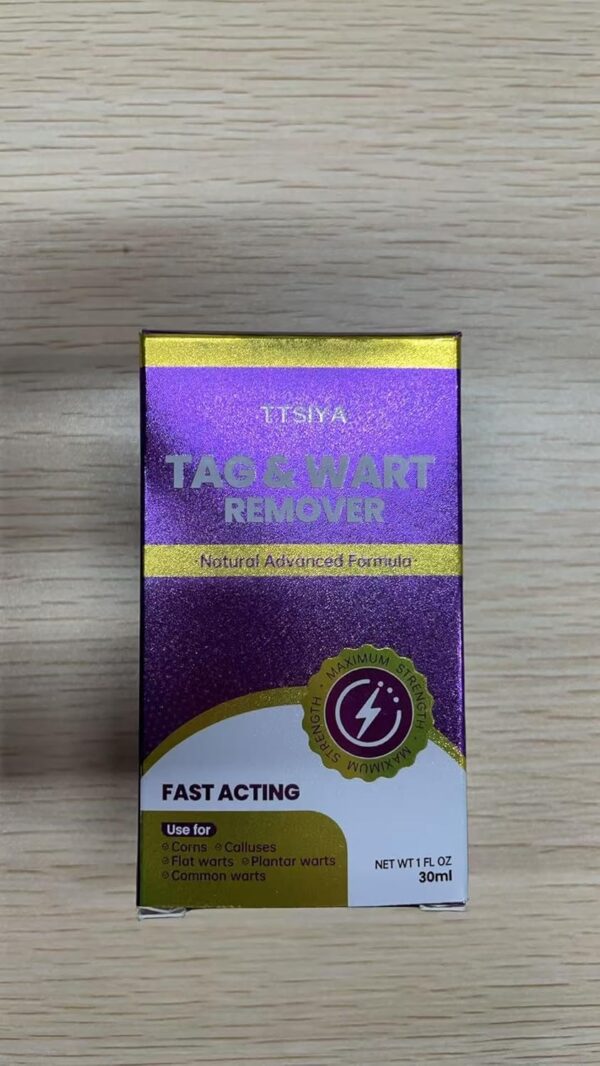 TTSIYA
TAG & WART
REMOVER
·Natural Advanced Formula·
MAXIMUM STRENGTH · MAXIMUM STRENGTH ·
FAST ACTING
Use for
Corns Calluses
Flat warts Plantar warts
Common warts
NET WT 1 FL OZ
30ml